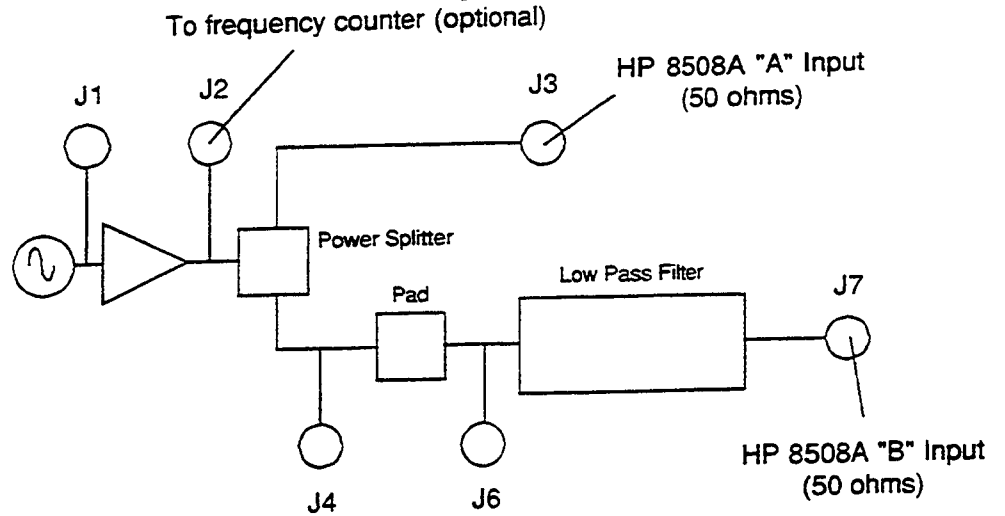 To frequency counter (optional)
J1
J2
J3
HP 8508A "A" Input
(50 ohms)
Power Splitter
Pad
Low Pass Filter
J7
J4
J6
HP 8508A "B" Input
(50 ohms)